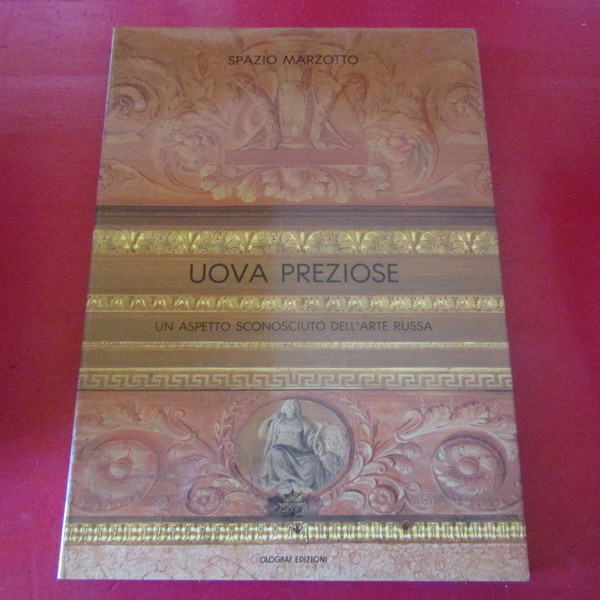 SPAZIO MARZOTTO
UOVA PREZIOSE
UN ASPETTO SCONOSCIUTO DELL'ARTE RUSSA
OLOGRAF EDIZIONI